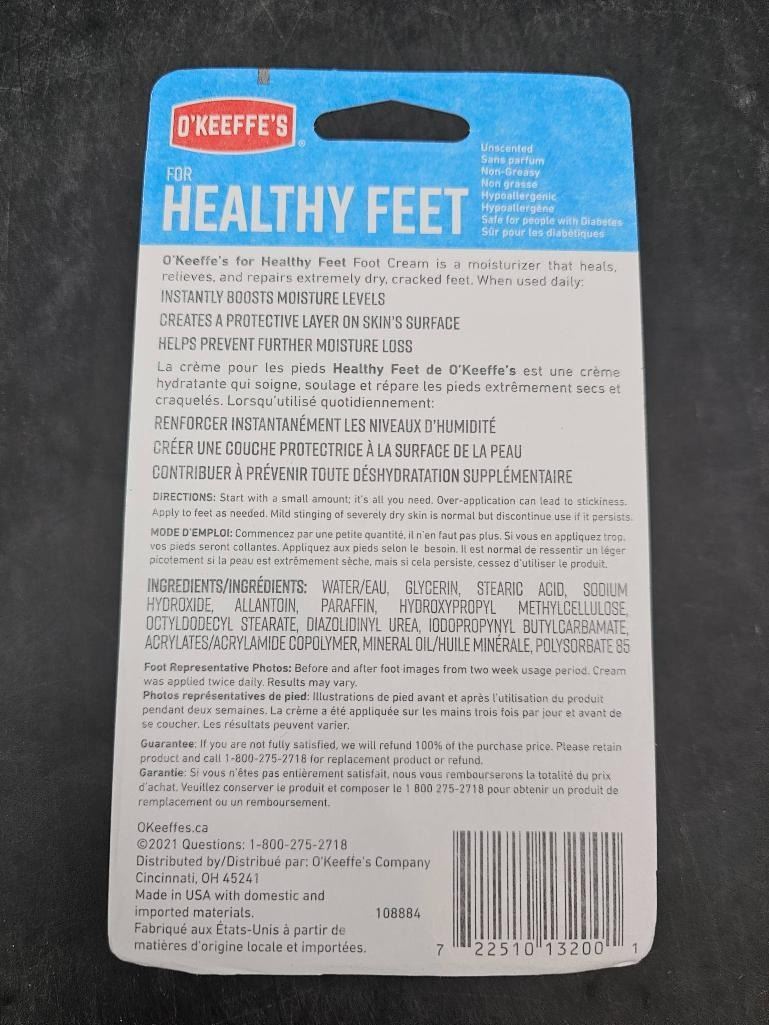 O'KEEFFE'S®
FOR
HEALTHY FEET
Unscented
Sans parfum
Non-Greasy
Non grasse
Hypoallergenic
Hypoallergène
Safe for people with Diabetes
Sûr pour les diabétiques
O'Keeffe's for Healthy Feet Foot Cream is a moisturizer that heals,
relieves, and repairs extremely dry, cracked feet. When used daily:
INSTANTLY BOOSTS MOISTURE LEVELS
CREATES A PROTECTIVE LAYER ON SKIN'S SURFACE
HELPS PREVENT FURTHER MOISTURE LOSS
La crème pour les pieds Healthy Feet de O'Keeffe's est une crème
hydratante qui soigne, soulage et répare les pieds extrêmement secs et
craquelés. Lorsqu'utilisé quotidiennement:
RENFORCER INSTANTANÉMENT LES NIVEAUX D'HUMIDITÉ
CRÉER UNE COUCHE PROTECTRICE À LA SURFACE DE LA PEAU
CONTRIBUER À PRÉVENIR TOUTE DÉSHYDRATATION SUPPLÉMENTAIRE
DIRECTIONS: Start with a small amount; it's all you need. Over-application can lead to stickiness.
Apply to feet as needed. Mild stinging of severely dry skin is normal but discontinue use if it persists.
MODE D'EMPLOI: Commencez par une petite quantité, il n'en faut pas plus. Si vous en appliquez trop,
vos pieds seront collantes. Appliquez aux pieds selon le besoin. Il est normal de ressentir un léger
picotement si la peau est extrêmement sèche, mais si cela persiste, cessez d'utiliser le produit.
INGREDIENTS/INGRÉDIENTS: WATER/EAU, GLYCERIN, STEARIC ACID, SODIUM
HYDROXIDE, ALLANTOIN, PARAFFIN, HYDROXYPROPYL METHYLCELLULOSE,
OCTYLDODECYL STEARATE, DIAZOLIDINYL UREA, IODOPROPYNYL BUTYLCARBAMATE,
ACRYLATES/ACRYLAMIDE COPOLYMER, MINERAL OIL/HUILE MINÉRALE, POLYSORBATE 85
Foot Representative Photos: Before and after foot images from two week usage period. Cream
was applied twice daily. Results may vary.
Photos représentatives de pied: Illustrations de pied avant et après l'utilisation du produit
pendant deux semaines. La crème a été appliquée sur les mains trois fois par jour et avant de
se coucher. Les résultats peuvent varier.
Guarantee: If you are not fully satisfied, we will refund 100% of the purchase price. Please retain
product and call 1-800-275-2718 for replacement product or refund.
Garantie: Si vous n'êtes pas entièrement satisfait, nous vous rembourserons la totalité du prix
d'achat. Veuillez conserver le produit et composer le 1 800 275-2718 pour obtenir un produit de
remplacement ou un remboursement.
OKeeffes.ca
©2021 Questions: 1-800-275-2718
Distributed by/Distribué par: O'Keeffe's Company
Cincinnati, OH 45241
Made in USA with domestic and
imported materials. 108884
Fabriqué aux États-Unis à partir de
matières d'origine locale et importées.
7 22510 13200 1